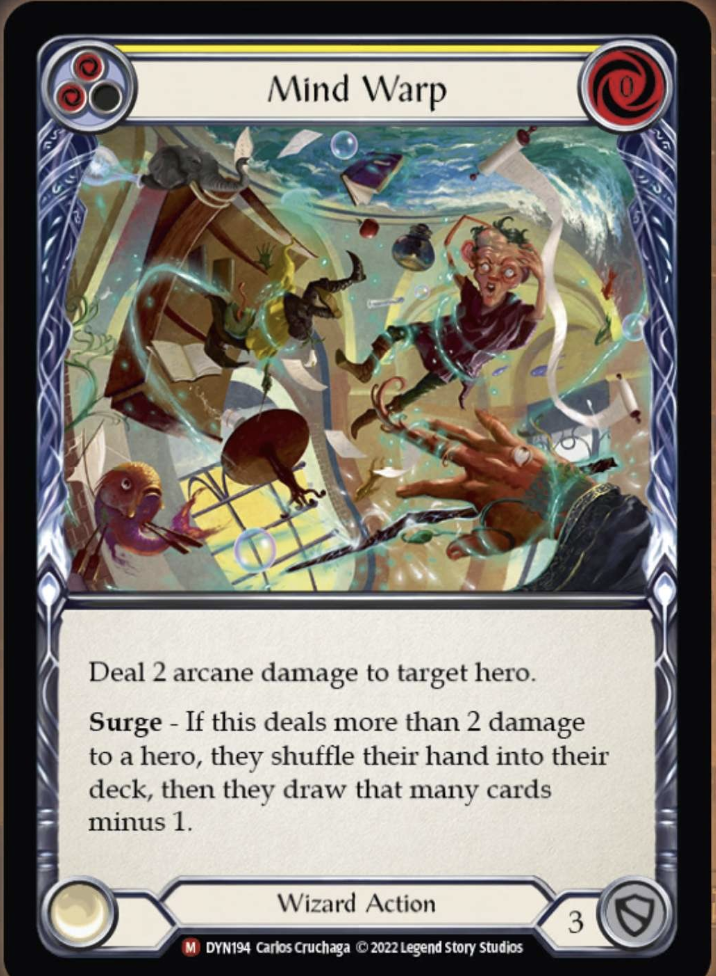 Mind Warp
0
Deal 2 arcane damage to target hero.
Surge - If this deals more than 2 damage
to a hero, they shuffle their hand into their
deck, then they draw that many cards
minus 1.
Wizard Action
3
M DYN194 Carlos Cruchaga © 2022 Legend Story Studios